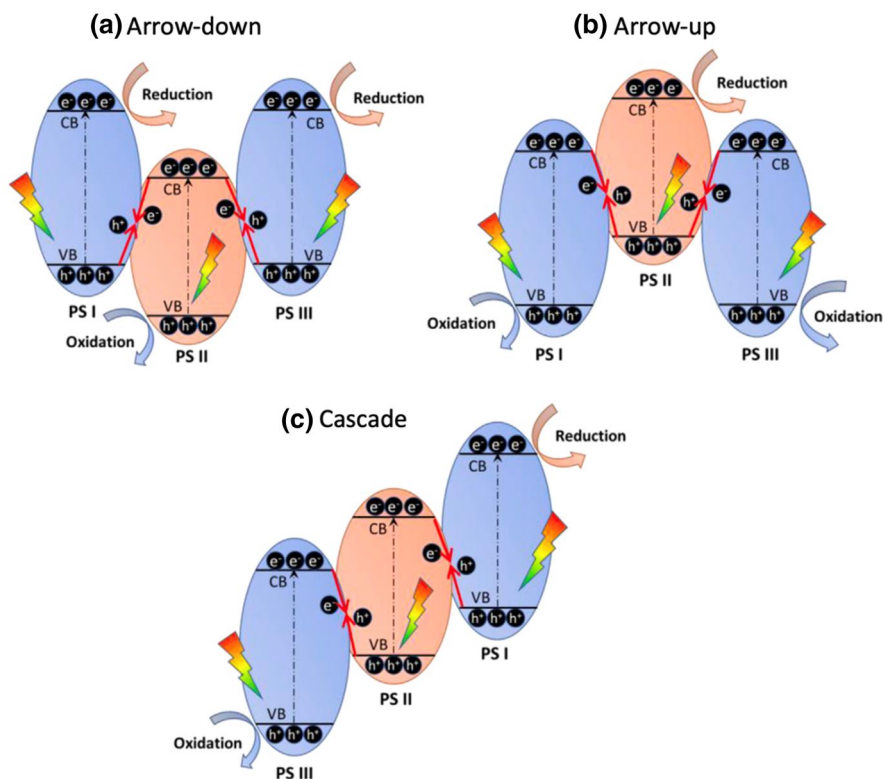 (a) Arrow-down
e⁻ e⁻ e⁻
CB
Reduction
e⁻ e⁻ e⁻
CB
Reduction
e⁻ e⁻ e⁻
CB
h⁺ e⁻
e⁻ h⁺
VB
h⁺ h⁺ h⁺
PS I
VB
h⁺ h⁺ h⁺
PS III
VB
h⁺ h⁺ h⁺
Oxidation
PS II
(b) Arrow-up
e⁻ e⁻ e⁻
CB
Reduction
e⁻ e⁻ e⁻
CB
e⁻ e⁻ e⁻
CB
e⁻ h⁺
h⁺ e⁻
VB
h⁺ h⁺ h⁺
PS II
VB
h⁺ h⁺ h⁺
Oxidation
PS I
VB
h⁺ h⁺ h⁺
Oxidation
PS III
(c) Cascade
e⁻ e⁻ e⁻
CB
Reduction
e⁻ e⁻ e⁻
CB
e⁻ e⁻ e⁻
CB
e⁻ h⁺
e⁻ h⁺
VB
h⁺ h⁺ h⁺
PS I
VB
h⁺ h⁺ h⁺
PS II
VB
h⁺ h⁺ h⁺
Oxidation
PS III